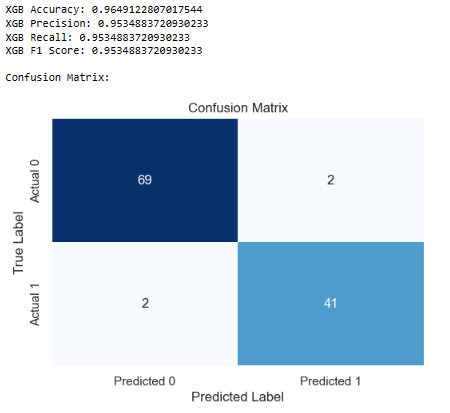 XGB Accuracy: 0.9649122807017544
XGB Precision: 0.9534883720930233
XGB Recall: 0.9534883720930233
XGB F1 Score: 0.9534883720930233
Confusion Matrix:
Confusion Matrix
True Label
Actual 0
69
2
Actual 1
2
41
Predicted 0
Predicted 1
Predicted Label